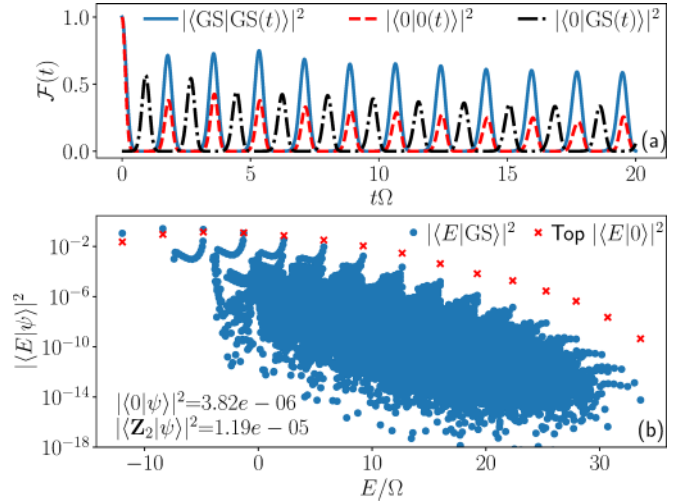 |⟨GS|GS(t)⟩|² |⟨0|0(t)⟩|² |⟨0|GS(t)⟩|²
1.0
0.5
0.0
F(t)
(a)
0 5 10 15 20
tΩ
|⟨E|GS⟩|² Top |⟨E|0⟩|²
10⁻²
10⁻⁶
10⁻¹⁰
10⁻¹⁴
10⁻¹⁸
|⟨E|ψ⟩|²
|⟨0|ψ⟩|²=3.82e − 06
|⟨Z₂|ψ⟩|²=1.19e − 05
(b)
−10 0 10 20 30
E/Ω